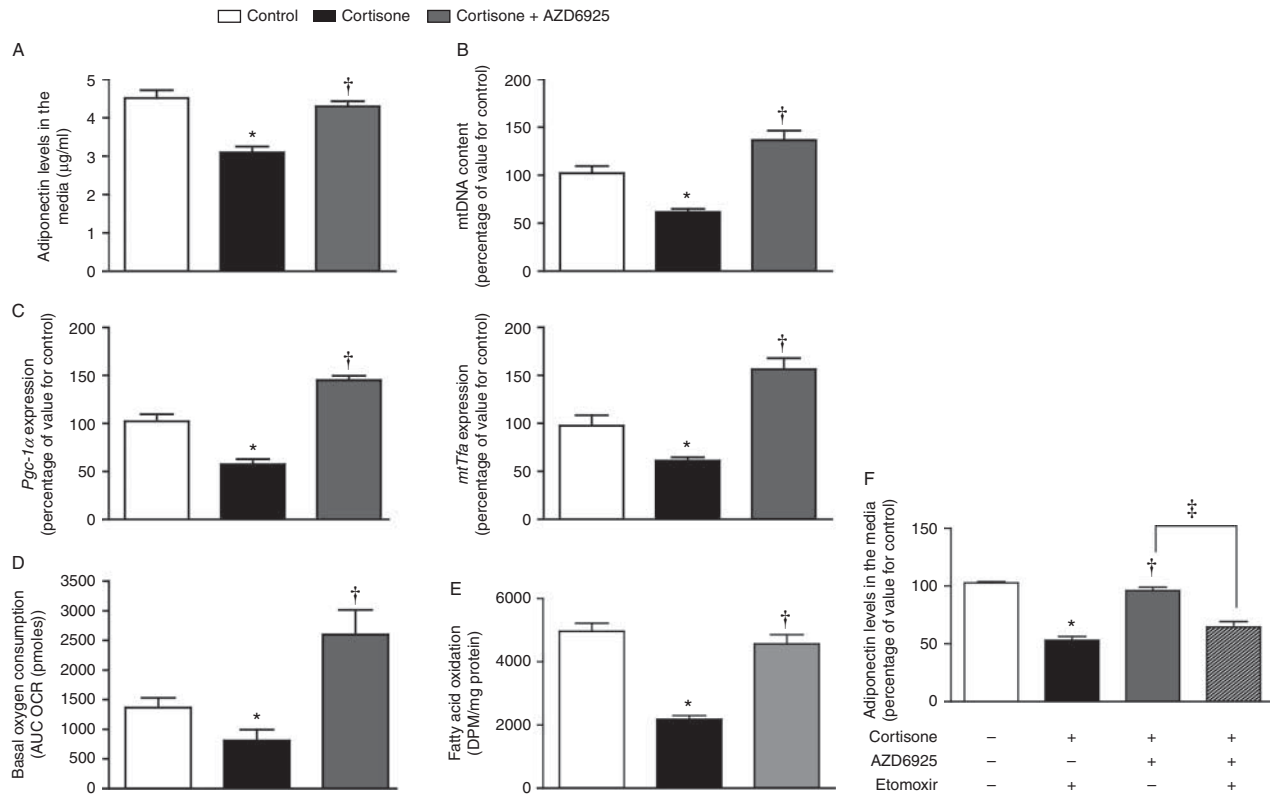 Control Cortisone Cortisone + AZD6925
A
Adiponectin levels in the
media (µg/ml)
5
4
3
2
1
0
*
†
B
mtDNA content
(percentage of value for control)
200
150
100
50
0
*
†
C
Pgc-1α expression
(percentage of value for control)
200
150
100
50
0
*
†
mtTfa expression
(percentage of value for control)
200
150
100
50
0
*
†
D
Basal oxygen consumption
(AUC OCR (pmoles))
3500
3000
2500
2000
1500
1000
500
0
*
†
E
Fatty acid oxidation
(DPM/mg protein)
6000
4000
2000
0
*
†
F
Adiponectin levels in the media
(percentage of value for control)
150
100
50
0
*
†
‡
Cortisone – + + +
AZD6925 – – + +
Etomoxir – + – +